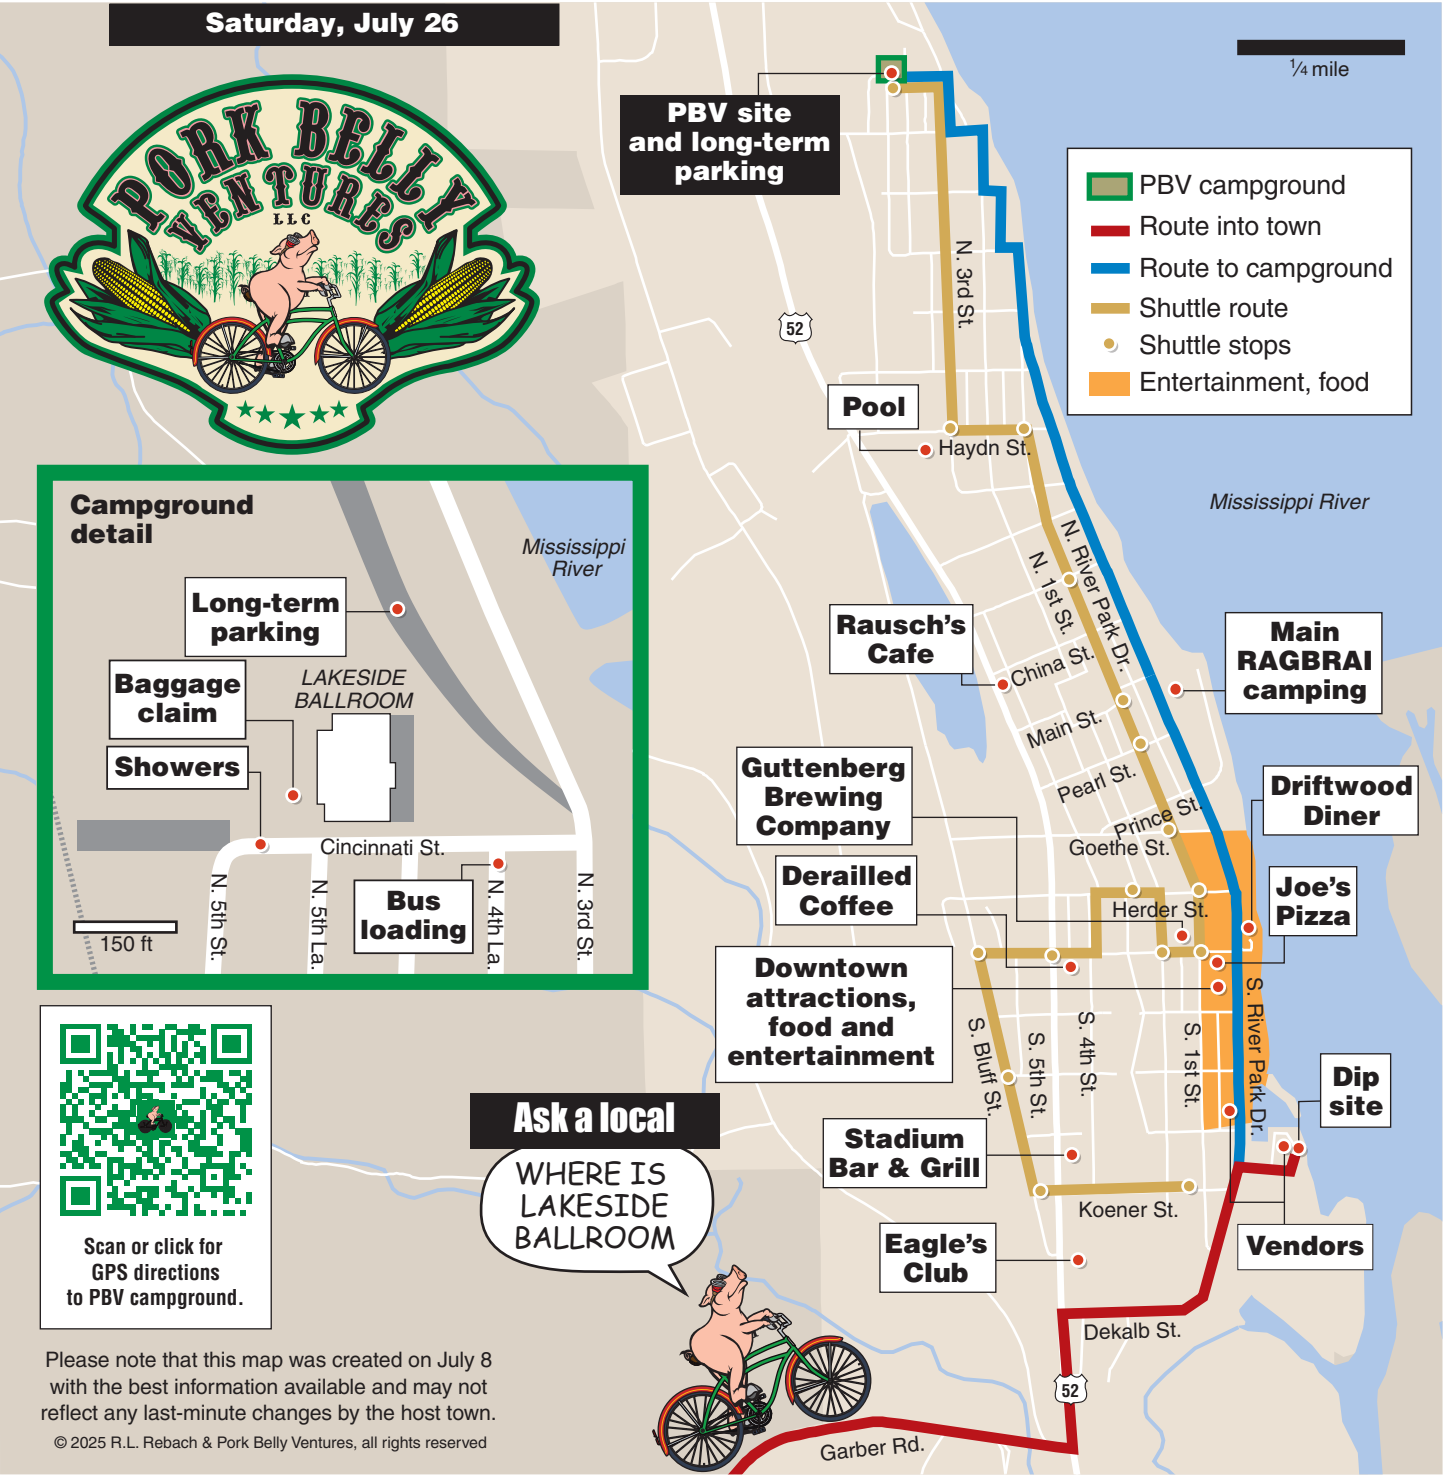 Saturday, July 26
PORK BELLY
VENTURES
LLC
PBV site
and long-term
parking
¼ mile
PBV campground
Route into town
Route to campground
Shuttle route
Shuttle stops
Entertainment, food
N. 3rd St.
52
Pool
Haydn St.
Mississippi River
N. River Park Dr.
N. 1st St.
Rausch's
Cafe
China St.
Main
RAGBRAI
camping
Main St.
Pearl St.
Prince St.
Goethe St.
Guttenberg
Brewing
Company
Driftwood
Diner
Derailled
Coffee
Herder St.
Joe's
Pizza
Downtown
attractions,
food and
entertainment
S. Bluff St.
S. 5th St.
S. 4th St.
S. 1st St.
S. River Park Dr.
Dip
site
Stadium
Bar & Grill
Koener St.
Eagle's
Club
Vendors
Dekalb St.
52
Garber Rd.
Campground
detail
Mississippi
River
Long-term
parking
Baggage
claim
LAKESIDE
BALLROOM
Showers
Cincinnati St.
Bus
loading
N. 5th St.
N. 5th La.
N. 4th La.
N. 3rd St.
150 ft
Scan or click for
GPS directions
to PBV campground.
Ask a local
WHERE IS
LAKESIDE
BALLROOM
Please note that this map was created on July 8
with the best information available and may not
reflect any last-minute changes by the host town.
© 2025 R.L. Rebach & Pork Belly Ventures, all rights reserved